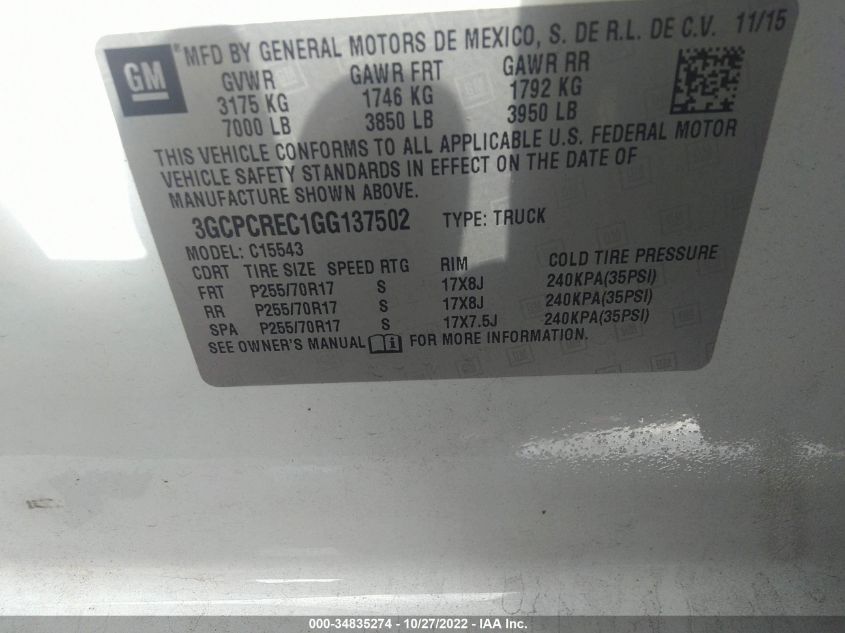 GM
®MFD BY GENERAL MOTORS DE MEXICO, S. DE R.L. DE C.V. 11/15
GVWR GAWR FRT GAWR RR
3175 KG 1746 KG 1792 KG
7000 LB 3850 LB 3950 LB
THIS VEHICLE CONFORMS TO ALL APPLICABLE U.S. FEDERAL MOTOR
VEHICLE SAFETY STANDARDS IN EFFECT ON THE DATE OF
MANUFACTURE SHOWN ABOVE.
3GCPCREC1GG137502 TYPE: TRUCK
MODEL: C15543
CDRT TIRE SIZE SPEED RTG RIM COLD TIRE PRESSURE
FRT P255/70R17 S 17X8J 240KPA(35PSI)
RR P255/70R17 S 17X8J 240KPA(35PSI)
SPA P255/70R17 S 17X7.5J 240KPA(35PSI)
SEE OWNER'S MANUAL FOR MORE INFORMATION.
000-34835274 - 10/27/2022 - IAA Inc.